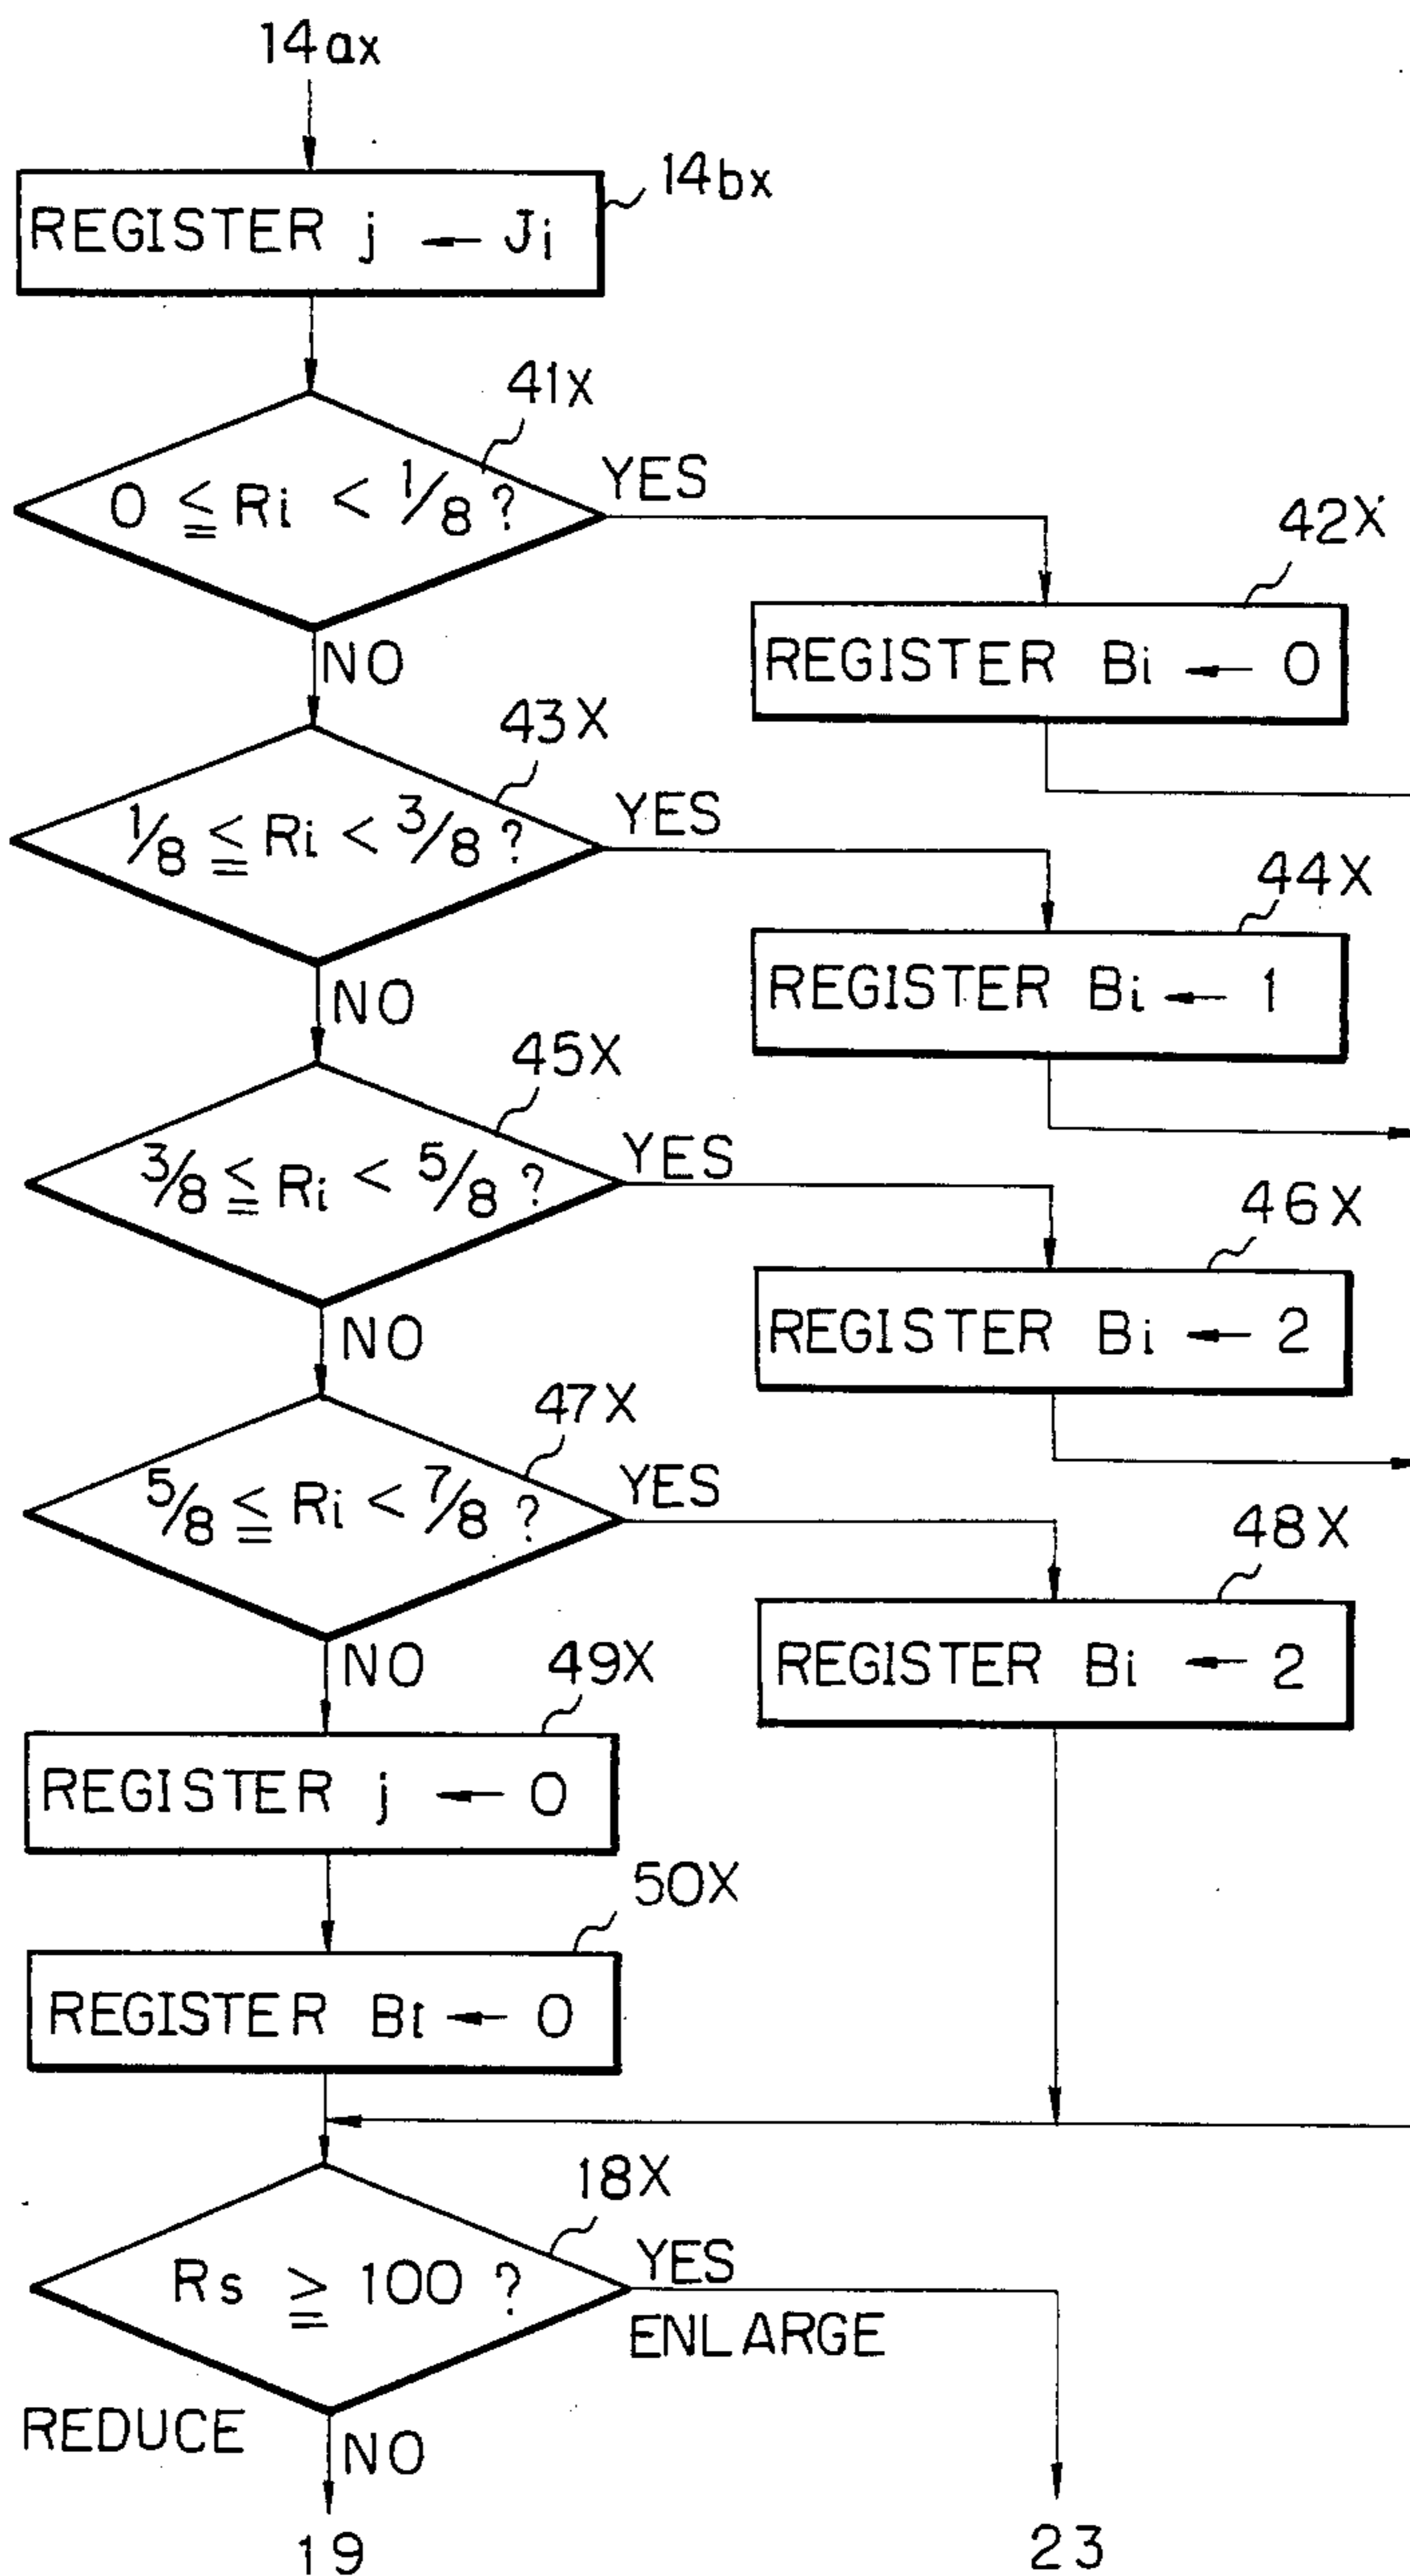 14ax
14bx
REGISTER j ← Ji
41X
0 ≦ Ri < 1/8 ?
YES
42X
NO
REGISTER Bi ← 0
43X
1/8 ≦ Ri < 3/8 ?
YES
44X
NO
REGISTER Bi ← 1
45X
3/8 ≦ Ri < 5/8 ?
YES
46X
NO
REGISTER Bi ← 2
47X
5/8 ≦ Ri < 7/8 ?
YES
48X
NO
REGISTER Bi ← 2
49X
REGISTER j ← 0
50X
REGISTER Bi ← 0
18X
Rs ≧ 100 ?
YES
ENLARGE
REDUCE
NO
19
23